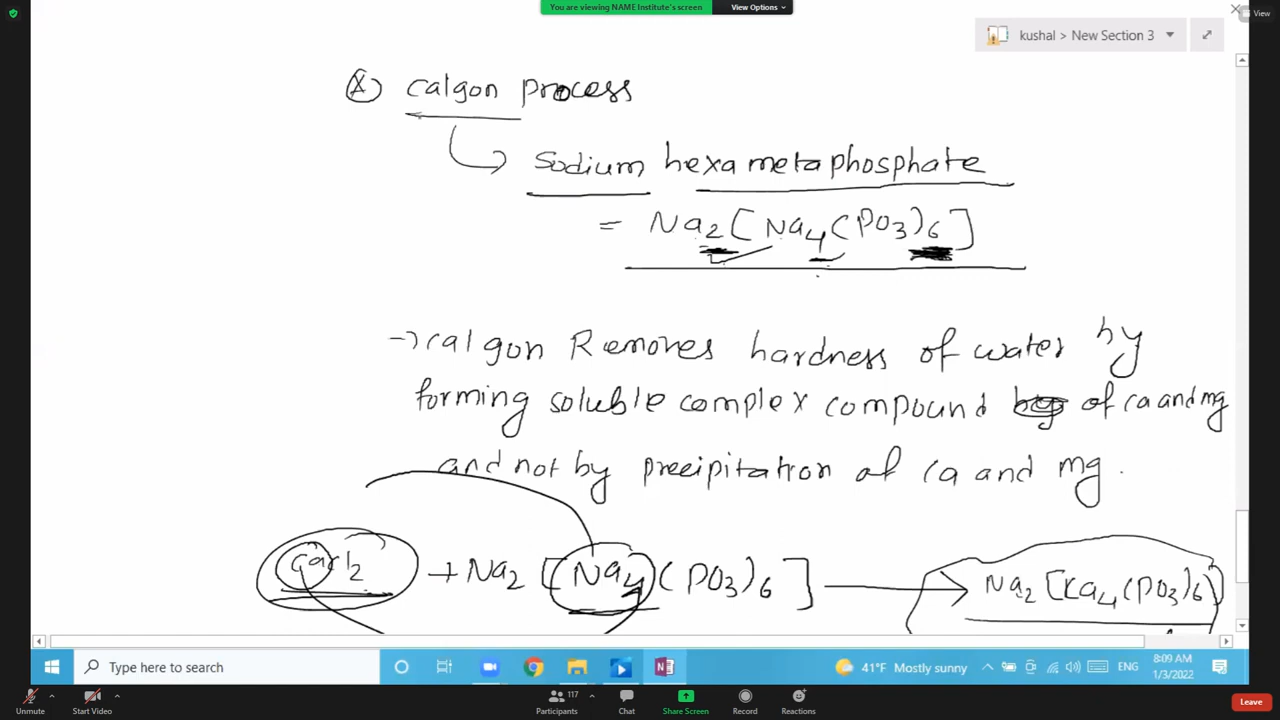 You are viewing NAME Institute's screen View Options
View
kushal > New Section 3
calgon process
Sodium hexametaphosphate
= Na2[Na4(PO3)6]
→ calgon Removes hardness of water by
forming soluble complex compound of ca and mg
and not by precipitation of ca and mg.
CaCl2 + Na2 [Na4(PO3)6] → Na2[Ca4(PO3)6]
Type here to search
41°F Mostly sunny
ENG
8:09 AM
1/3/2022
Unmute
Start Video
117
Participants
Chat
Share Screen
Record
Reactions
Leave